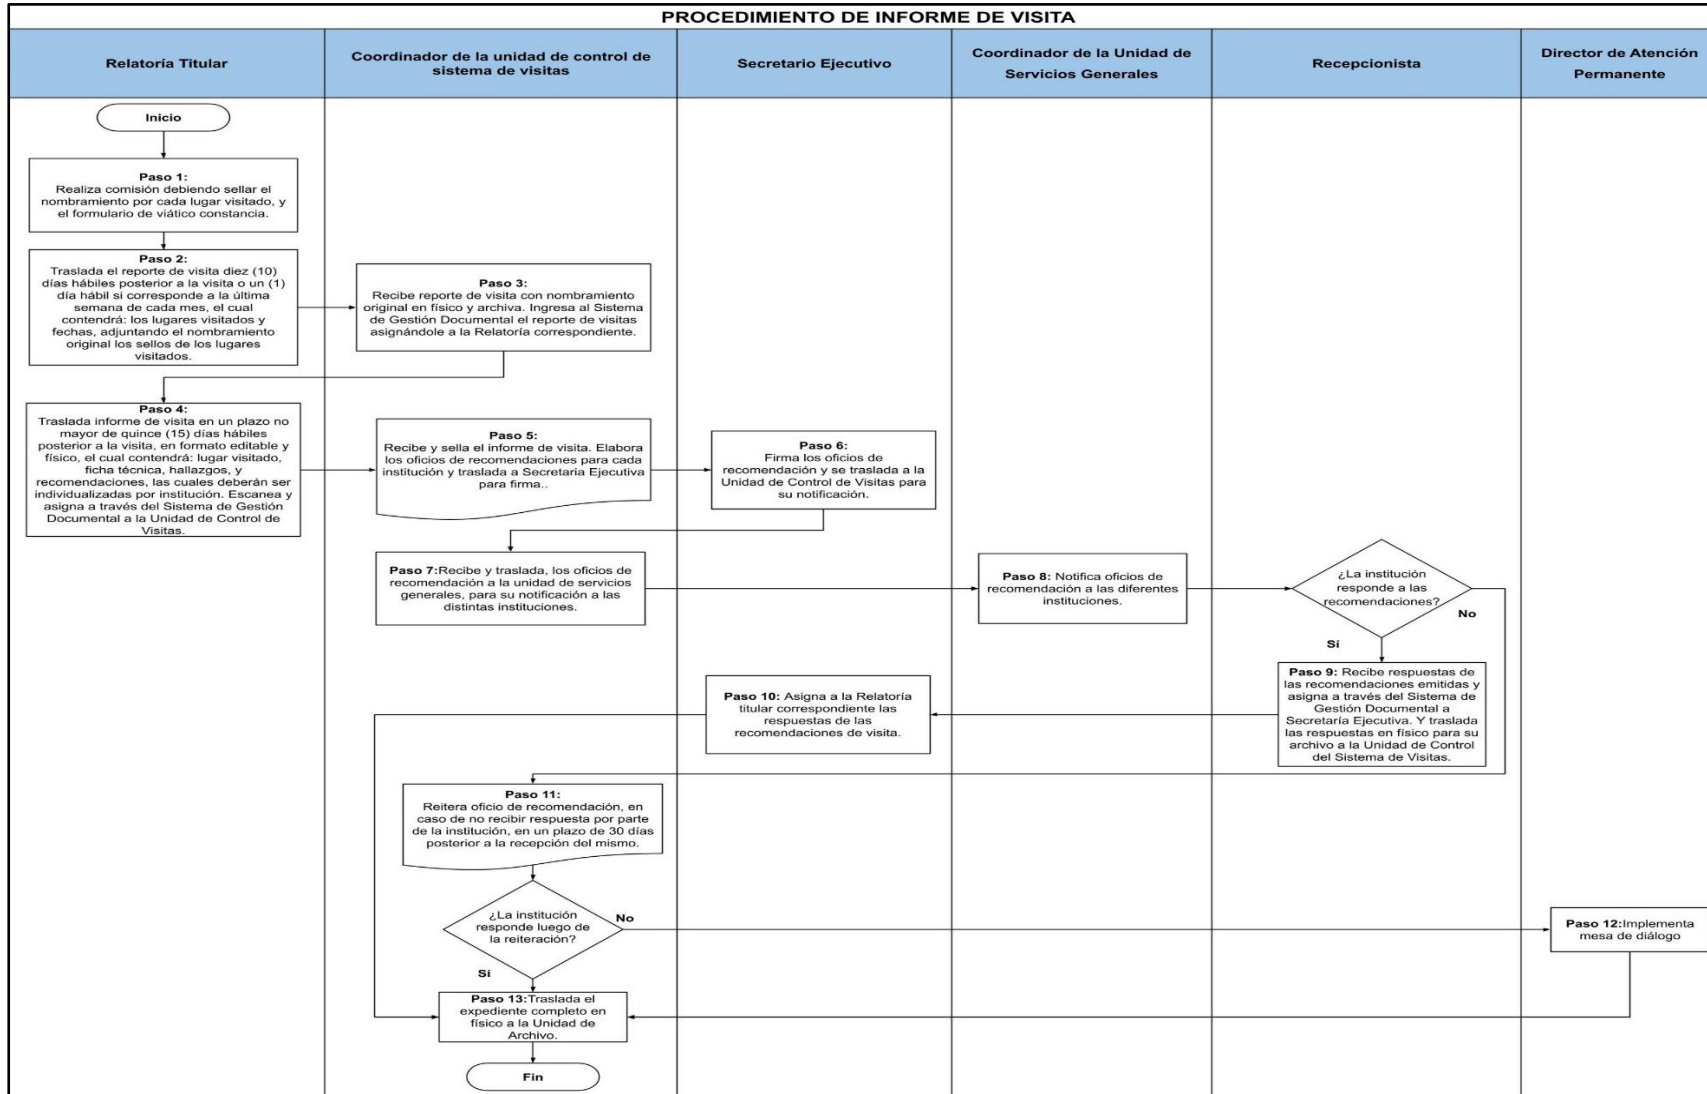 PROCEDIMIENTO DE INFORME DE VISITA
Relatoría Titular
Coordinador de la unidad de control de
sistema de visitas
Secretario Ejecutivo
Coordinador de la Unidad de
Servicios Generales
Recepcionista
Director de Atención
Permanente
Inicio
Paso 1:
Realiza comisión debiendo sellar el
nombramiento por cada lugar visitado, y
el formulario de viático constancia.
Paso 2:
Traslada el reporte de visita diez (10)
días hábiles posterior a la visita o un (1)
día hábil si corresponde a la última
semana de cada mes, el cual
contendrá: los lugares visitados y
fechas, adjuntando el nombramiento
original los sellos de los lugares
visitados.
Paso 3:
Recibe reporte de visita con nombramiento
original en físico y archiva. Ingresa al Sistema
de Gestión Documental el reporte de visitas
asignándole a la Relatoría correspondiente.
Paso 4:
Traslada informe de visita en un plazo no
mayor de quince (15) días hábiles
posterior a la visita, en formato editable y
físico, el cual contendrá: lugar visitado,
ficha técnica, hallazgos, y
recomendaciones, las cuales deberán ser
individualizadas por institución. Escanea y
asigna a través del Sistema de Gestión
Documental a la Unidad de Control de
Visitas.
Paso 5:
Recibe y sella el informe de visita. Elabora
los oficios de recomendaciones para cada
institución y traslada a Secretaria Ejecutiva
para firma..
Paso 6:
Firma los oficios de
recomendación y se traslada a la
Unidad de Control de Visitas para
su notificación.
Paso 7:Recibe y traslada, los oficios de
recomendación a la unidad de servicios
generales, para su notificación a las
distintas instituciones.
Paso 8: Notifica oficios de
recomendación a las diferentes
instituciones.
¿La institución
responde a las
recomendaciones?
No
Sí
Paso 9: Recibe respuestas de
las recomendaciones emitidas y
asigna a través del Sistema de
Gestión Documental a
Secretaría Ejecutiva. Y traslada
las respuestas en físico para su
archivo a la Unidad de Control
del Sistema de Visitas.
Paso 10: Asigna a la Relatoría
titular correspondiente las
respuestas de las
recomendaciones de visita.
Paso 11:
Reitera oficio de recomendación, en
caso de no recibir respuesta por parte
de la institución, en un plazo de 30 días
posterior a la recepción del mismo.
¿La institución
responde luego de
la reiteración?
No
Sí
Paso 12:Implementa
mesa de diálogo
Paso 13:Traslada el
expediente completo en
físico a la Unidad de
Archivo.
Fin